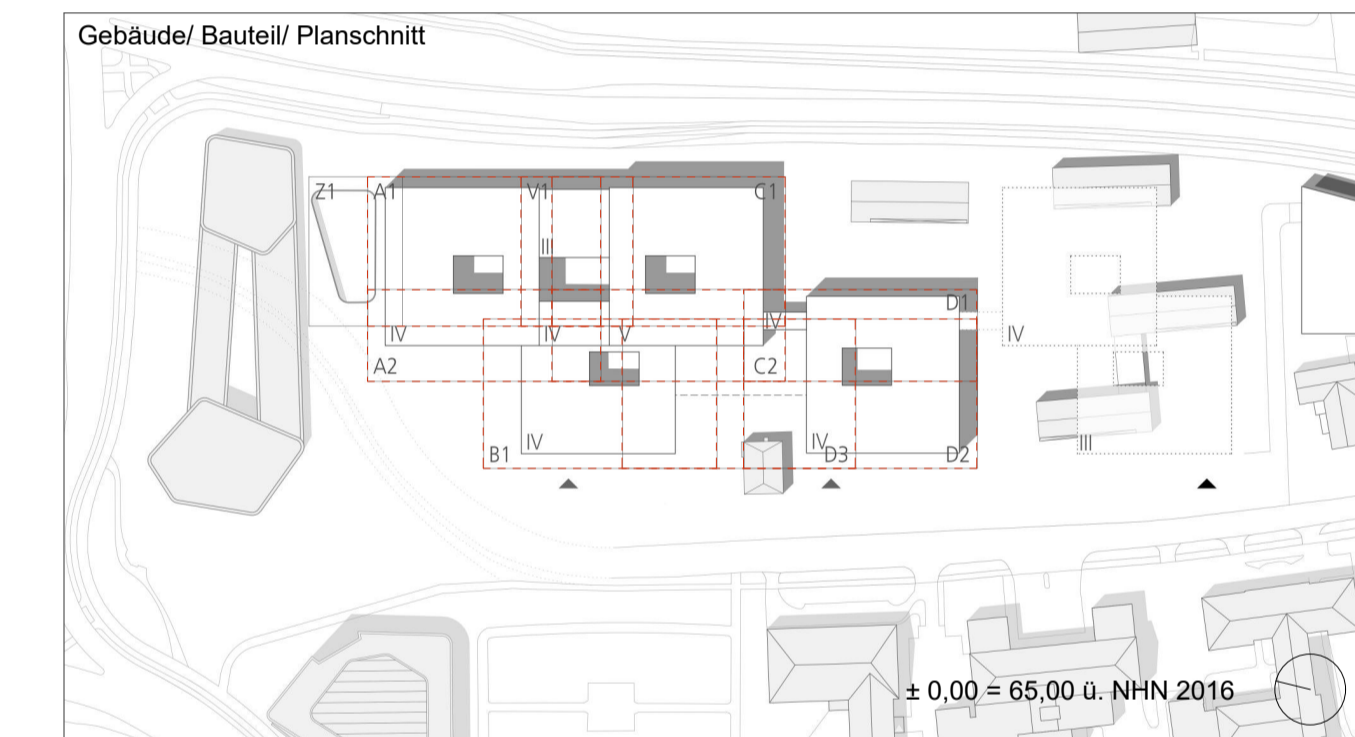 Gebäude/ Bauteil/ Planschnitt
Z1
A1
V1
C1
III
D1
IV
IV
IV
V
IV
A2
C2
B1
IV
IV
D3
D2
III
± 0,00 = 65,00 ü. NHN 2016